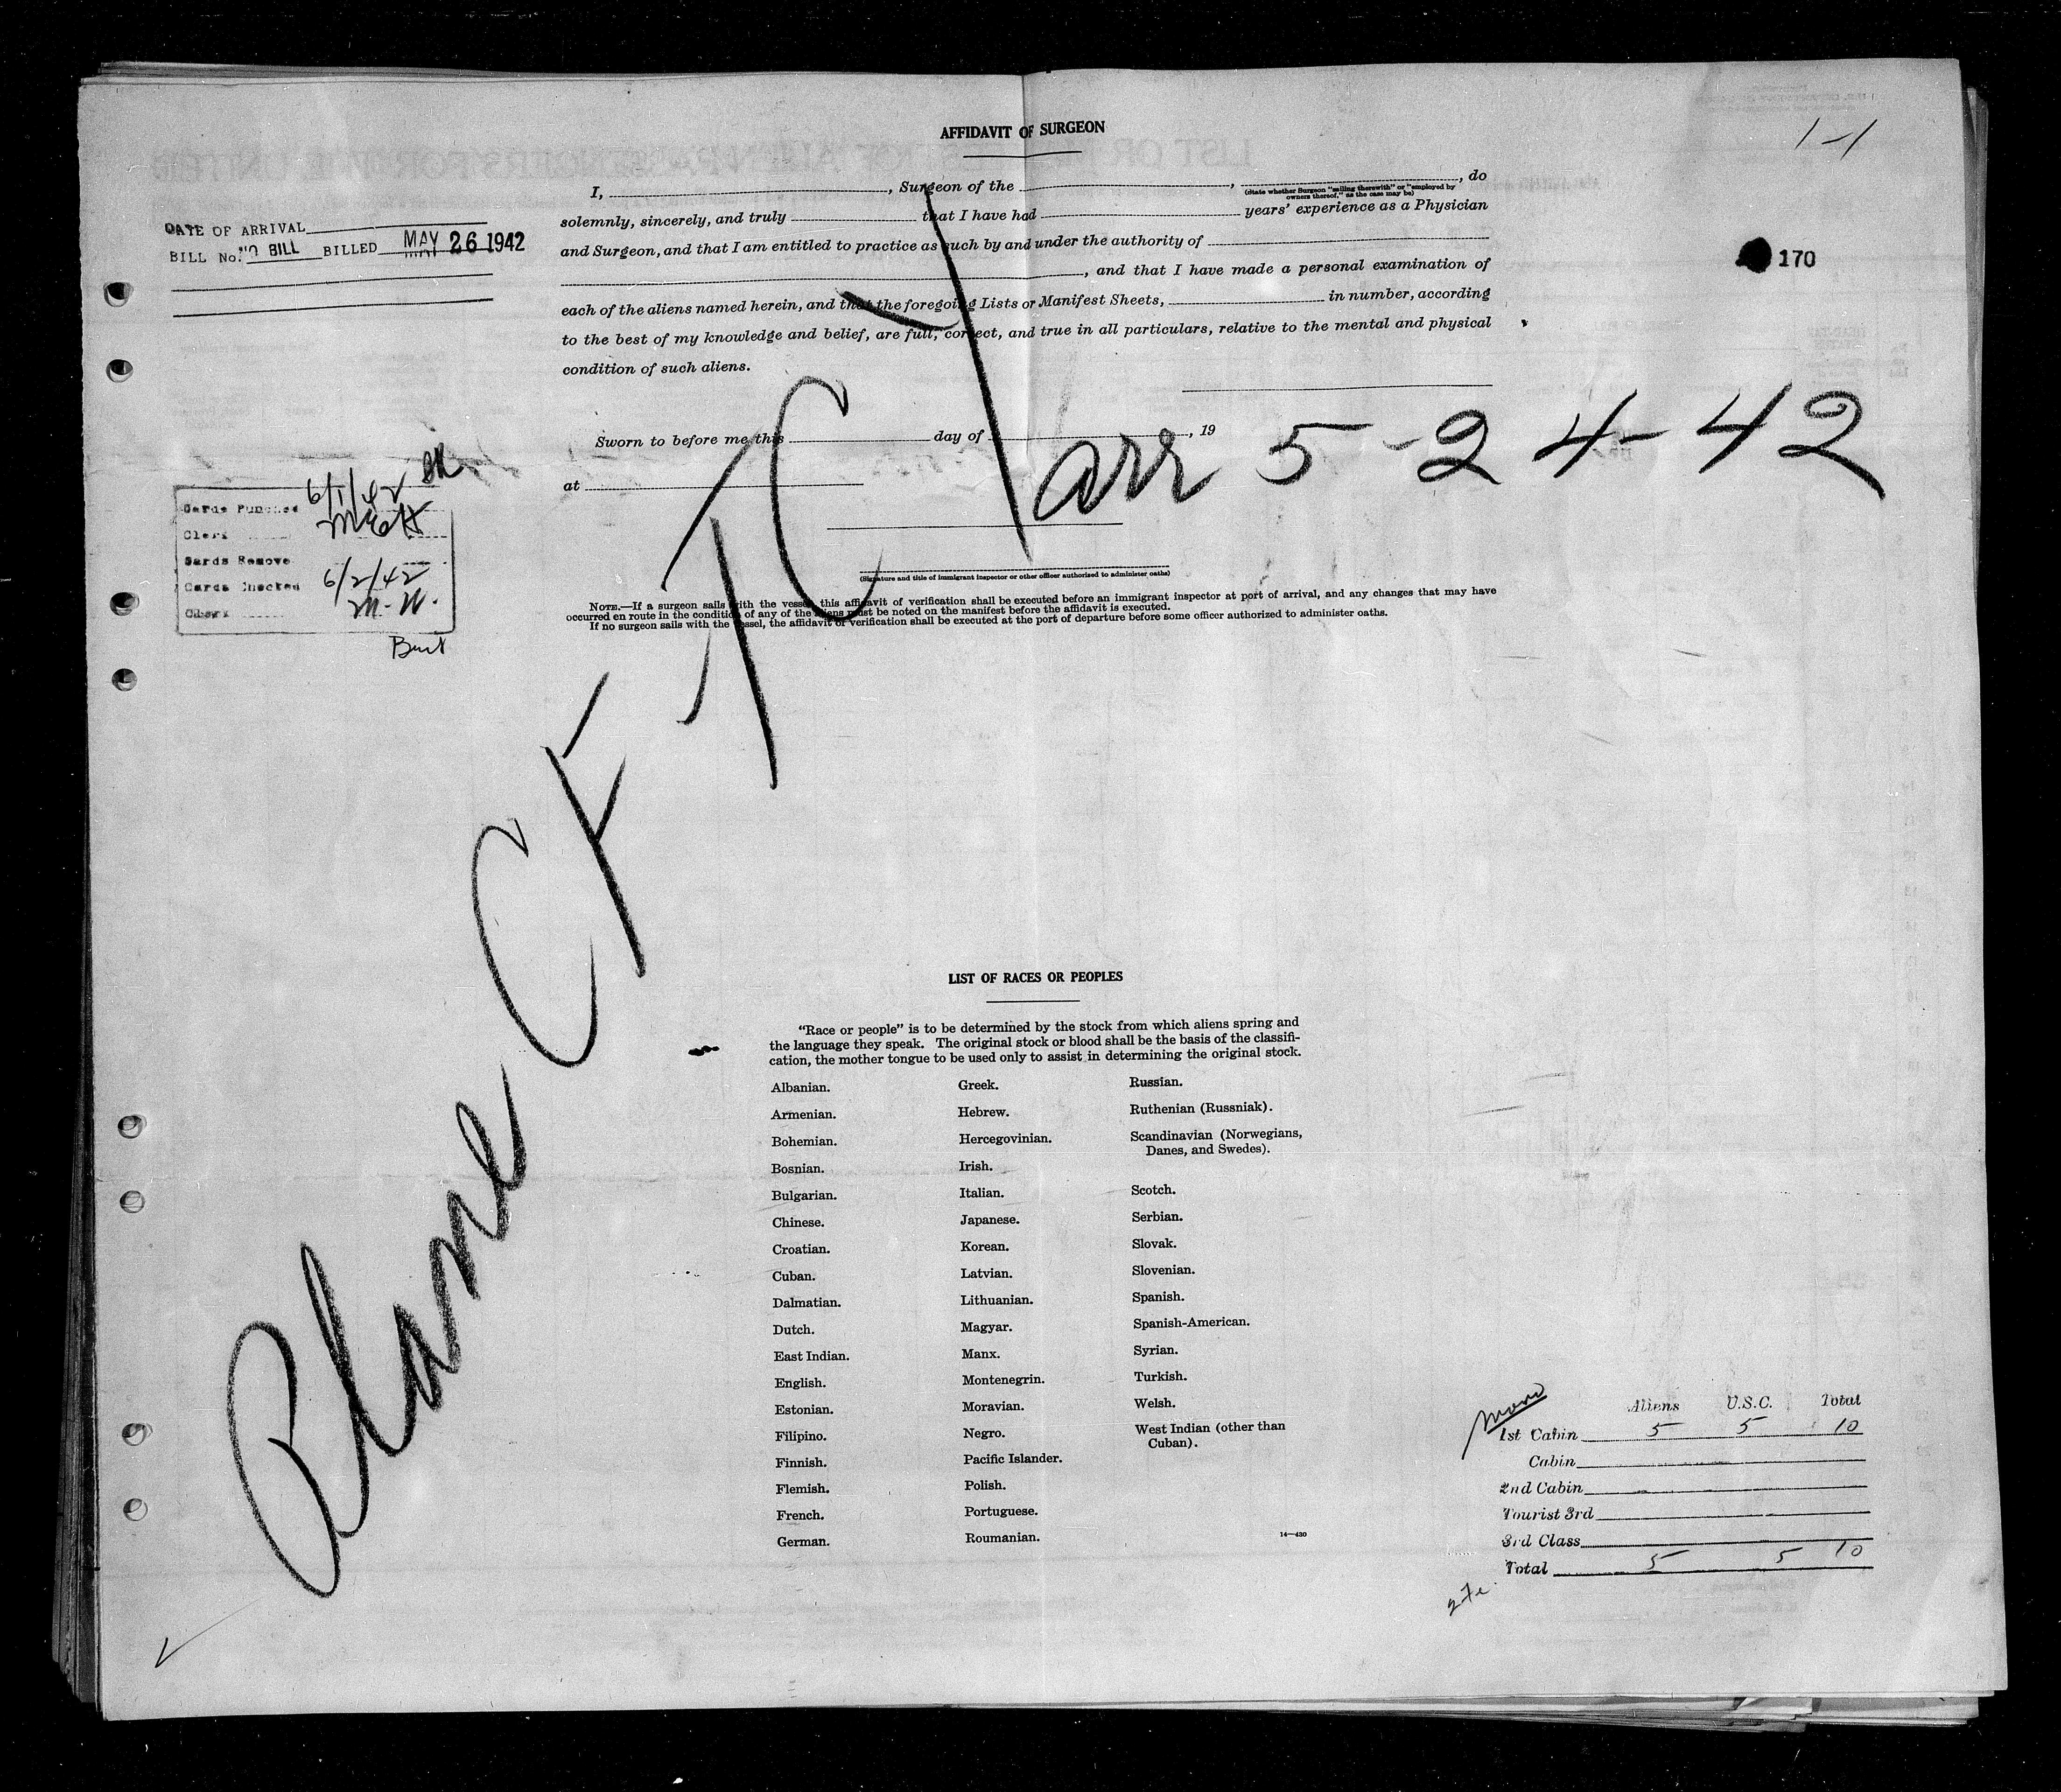 AFFIDAVIT OF SURGEON
1-1
I, , Surgeon of the , , do
(State whether Surgeon "sailing therewith" or "employed by owners thereof," as the case may be)
solemnly, sincerely, and truly that I have had years' experience as a Physician
and Surgeon, and that I am entitled to practice as such by and under the authority of
, and that I have made a personal examination of
each of the aliens named herein, and that the foregoing Lists or Manifest Sheets, in number, according
to the best of my knowledge and belief, are full, correct, and true in all particulars, relative to the mental and physical
condition of such aliens.
DATE OF ARRIVAL
BILL No. NO BILL BILLED MAY 26 1942
170
Sworn to before me this day of , 19
at
arr 5-24-42
Plane CF-TC
(Signature and title of immigrant inspector or other officer authorized to administer oaths)
NOTE.—If a surgeon sails with the vessel, this affidavit of verification shall be executed before an immigrant inspector at port of arrival, and any changes that may have
occurred en route in the condition of any of the aliens must be noted on the manifest before the affidavit is executed.
If no surgeon sails with the vessel, the affidavit of verification shall be executed at the port of departure before some officer authorized to administer oaths.
Cards Punched 6/1/42
Clerk
Cards Remove
Cards Checked 6/2/42
Clerk M. W.
LIST OF RACES OR PEOPLES
"Race or people" is to be determined by the stock from which aliens spring and
the language they speak. The original stock or blood shall be the basis of the classifi-
cation, the mother tongue to be used only to assist in determining the original stock.
Albanian.
Armenian.
Bohemian.
Bosnian.
Bulgarian.
Chinese.
Croatian.
Cuban.
Dalmatian.
Dutch.
East Indian.
English.
Estonian.
Filipino.
Finnish.
Flemish.
French.
German.
Greek.
Hebrew.
Hercegovinian.
Irish.
Italian.
Japanese.
Korean.
Latvian.
Lithuanian.
Magyar.
Manx.
Montenegrin.
Moravian.
Negro.
Pacific Islander.
Polish.
Portuguese.
Roumanian.
Russian.
Ruthenian (Russniak).
Scandinavian (Norwegians,
Danes, and Swedes).
Scotch.
Serbian.
Slovak.
Slovenian.
Spanish.
Spanish-American.
Syrian.
Turkish.
Welsh.
West Indian (other than
Cuban).
14—430
Aliens U.S.C. Total
1st Cabin 5 5 10
Cabin
2nd Cabin
Tourist 3rd
3rd Class
Total 5 5 10